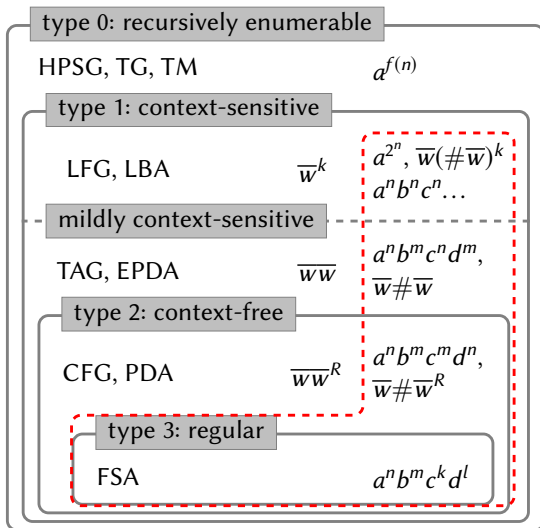 type 0: recursively enumerable
HPSG, TG, TM a^{f(n)}
type 1: context-sensitive
LFG, LBA w̅^k a^{2^n}, w̅(#w̅)^k
a^n b^n c^n…
mildly context-sensitive
TAG, EPDA w̅w̅ a^n b^m c^n d^m,
w̅#w̅
type 2: context-free
CFG, PDA w̅w̅^R a^n b^m c^m d^n,
w̅#w̅^R
type 3: regular
FSA a^n b^m c^k d^l